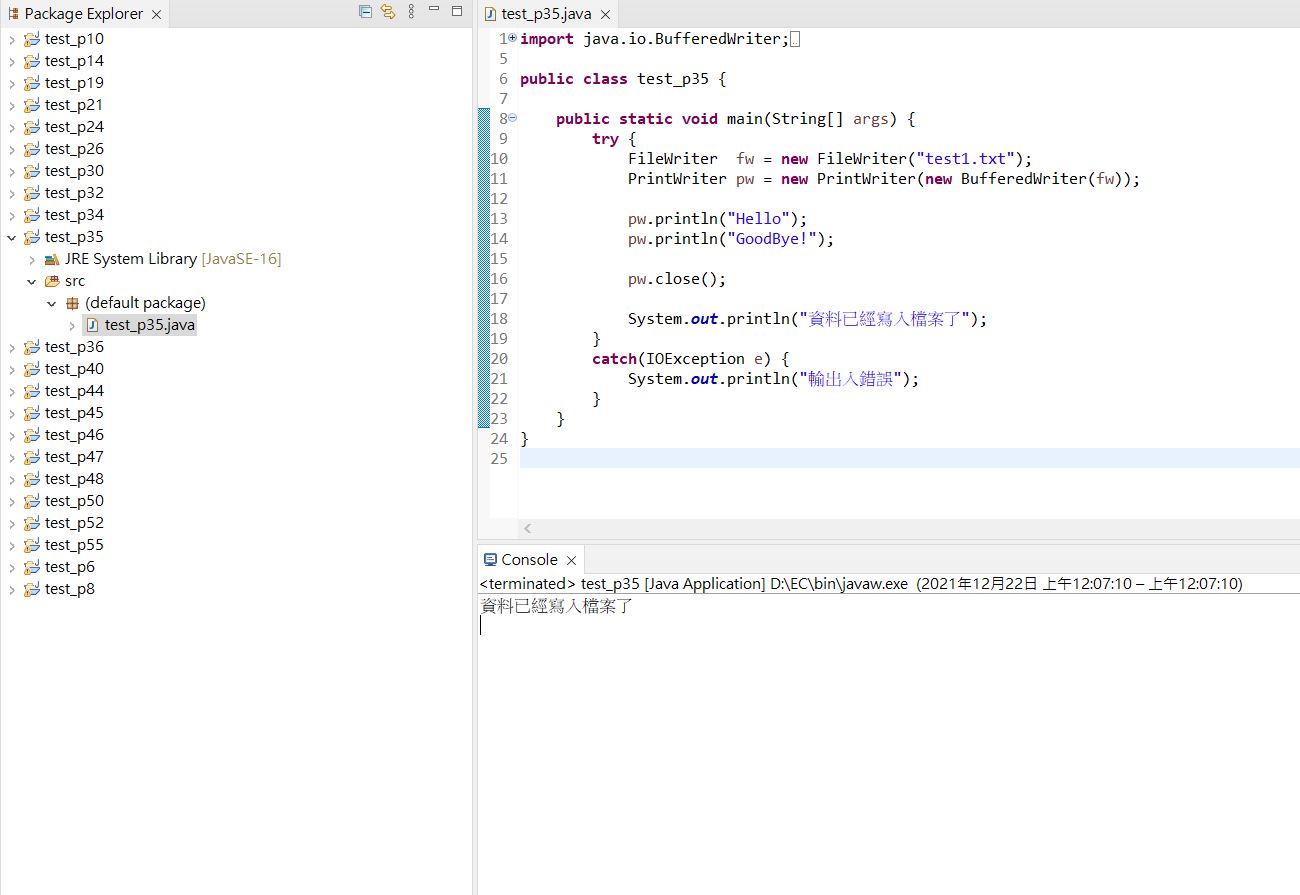 Package Explorer
test_p10
test_p14
test_p19
test_p21
test_p24
test_p26
test_p30
test_p32
test_p34
test_p35
JRE System Library [JavaSE-16]
src
(default package)
test_p35.java
test_p36
test_p40
test_p44
test_p45
test_p46
test_p47
test_p48
test_p50
test_p52
test_p55
test_p6
test_p8
test_p35.java
1 import java.io.BufferedWriter;
5
6 public class test_p35 {
7
8 public static void main(String[] args) {
9 try {
10 FileWriter  fw = new FileWriter("test1.txt");
11 PrintWriter pw = new PrintWriter(new BufferedWriter(fw));
12
13 pw.println("Hello");
14 pw.println("GoodBye!");
15
16 pw.close();
17
18 System.out.println("資料已經寫入檔案了");
19 }
20 catch(IOException e) {
21 System.out.println("輸出入錯誤");
22 }
23 }
24 }
25
Console
<terminated> test_p35 [Java Application] D:\EC\bin\javaw.exe (2021年12月22日 上午12:07:10 – 上午12:07:10)
資料已經寫入檔案了